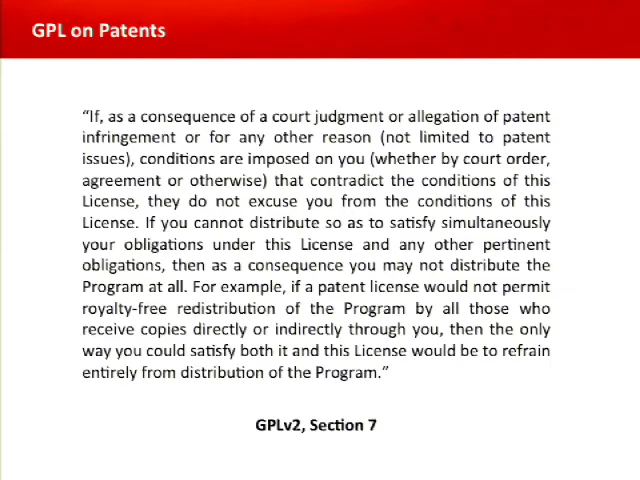 GPL on Patents
“If, as a consequence of a court judgment or allegation of patent
infringement or for any other reason (not limited to patent
issues), conditions are imposed on you (whether by court order,
agreement or otherwise) that contradict the conditions of this
License, they do not excuse you from the conditions of this
License. If you cannot distribute so as to satisfy simultaneously
your obligations under this License and any other pertinent
obligations, then as a consequence you may not distribute the
Program at all. For example, if a patent license would not permit
royalty-free redistribution of the Program by all those who
receive copies directly or indirectly through you, then the only
way you could satisfy both it and this License would be to refrain
entirely from distribution of the Program.”
GPLv2, Section 7